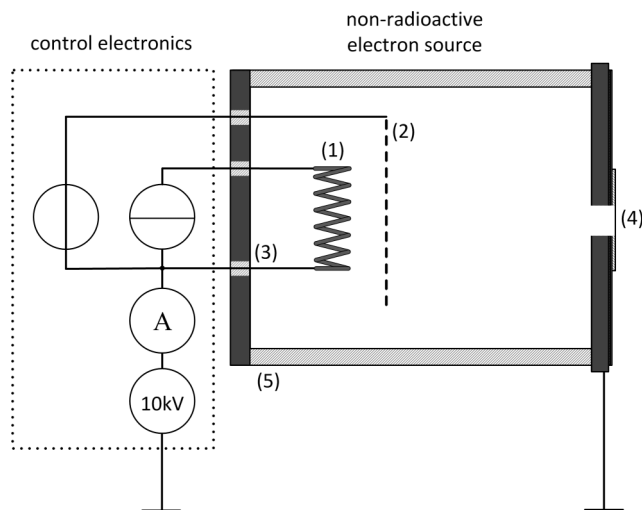 non-radioactive
electron source
control electronics
(1)
(2)
(3)
(4)
(5)
A
10kV